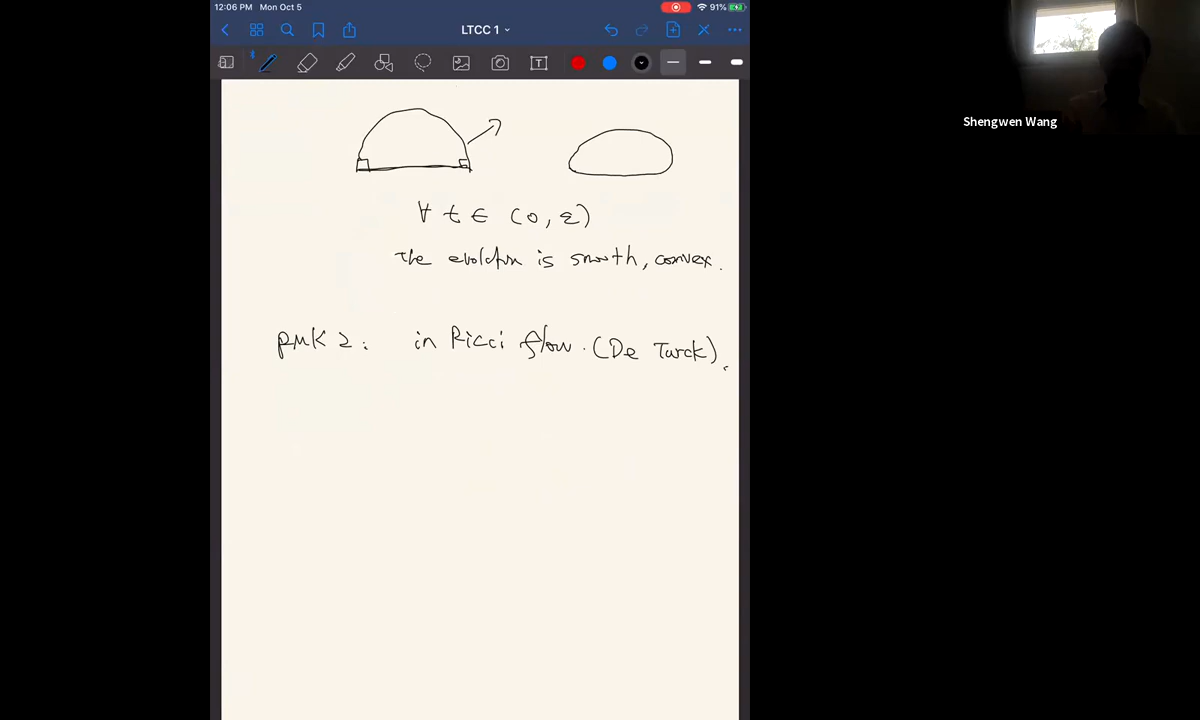 12:06 PM Mon Oct 5
91%
LTCC 1
T
Shengwen Wang
∀ t ∈ (0, ε)
the evolution is smooth, convex.
RMK 2: in Ricci flow. (De Turck).